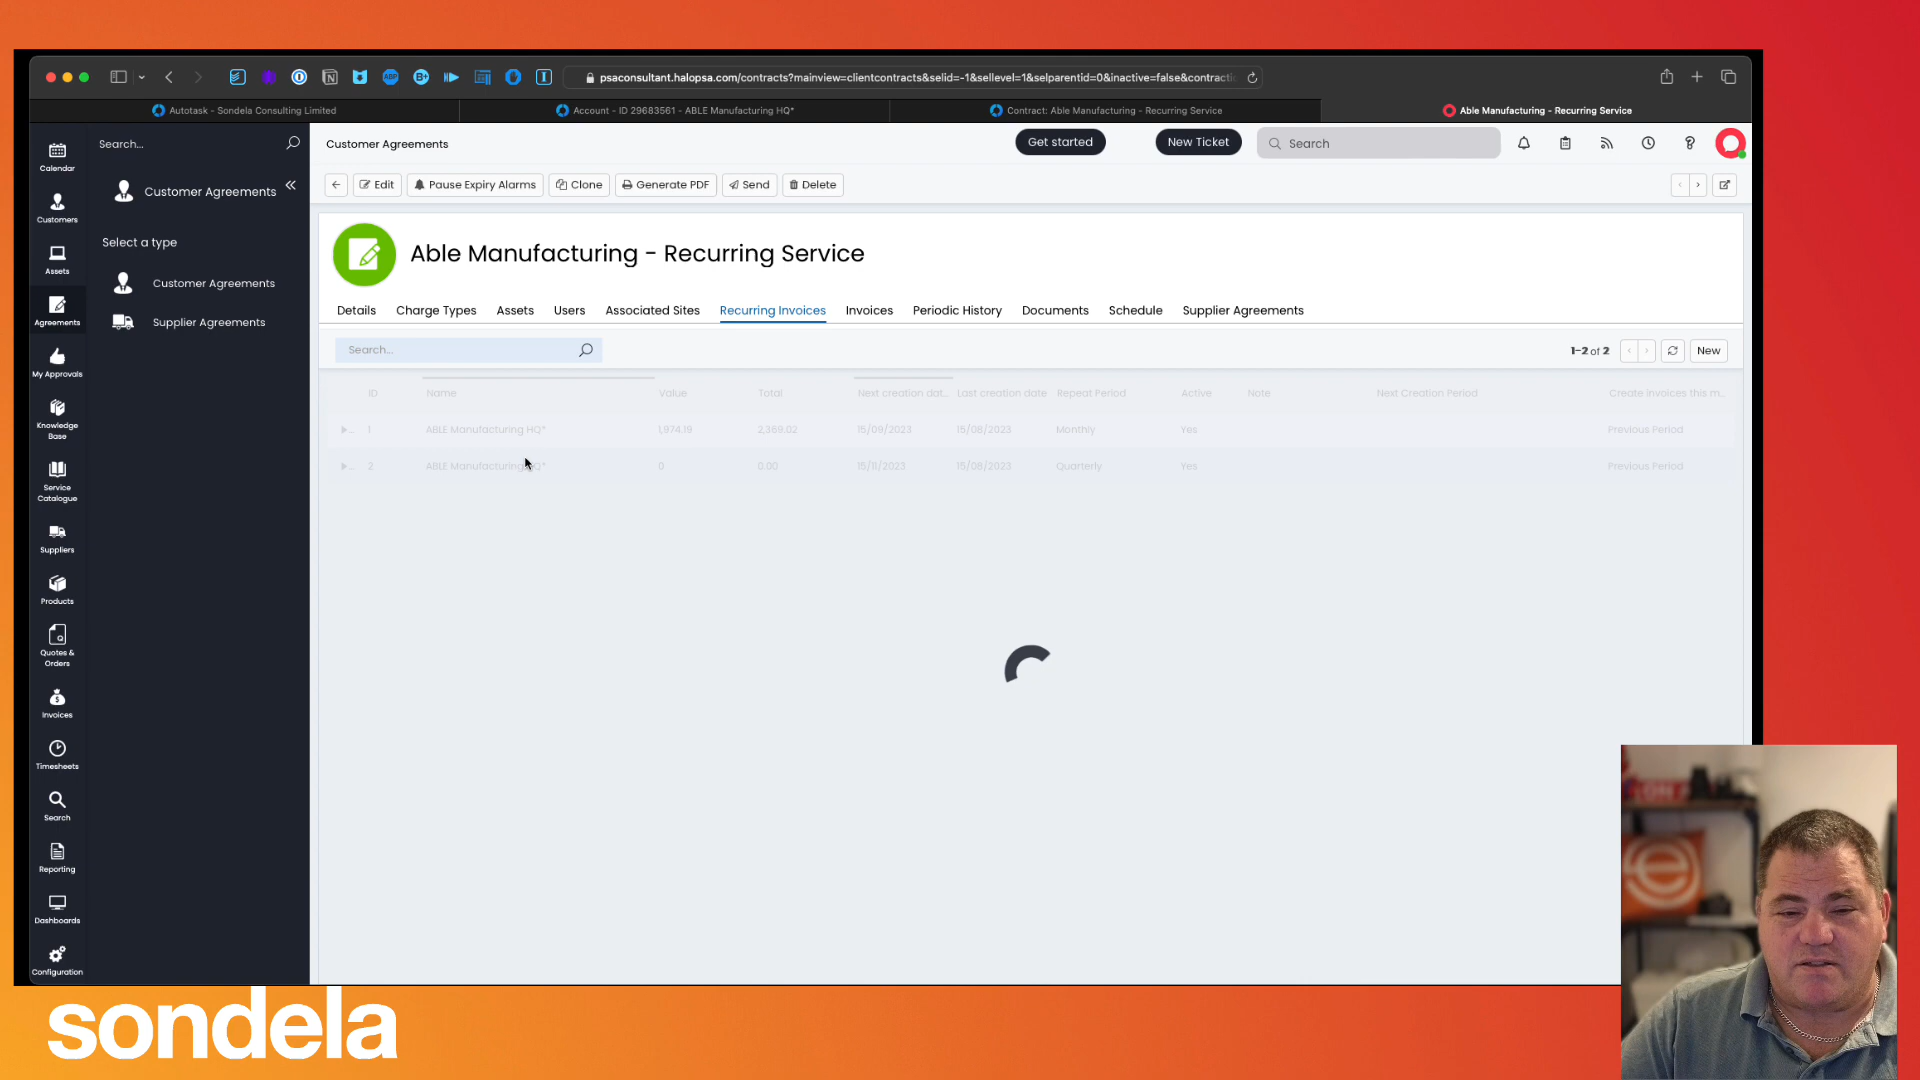 psaconsultant.halopsa.com/contracts?mainview=clientcontracts&selid=-1&sellevel=1&selparentid=0&inactive=false&contracti
Autotask - Sondela Consulting Limited
Account - ID 29683561 - ABLE Manufacturing HQ*
Contract: Able Manufacturing - Recurring Service
Able Manufacturing - Recurring Service
Calendar
Customers
Assets
Agreements
My Approvals
Knowledge
Base
Service
Catalogue
Suppliers
Products
Quotes &
Orders
Invoices
Timesheets
Search
Reporting
Dashboards
Configuration
Search...
Customer Agreements
Select a type
Customer Agreements
Supplier Agreements
Customer Agreements
Get started
New Ticket
Search
Edit
Pause Expiry Alarms
Clone
Generate PDF
Send
Delete
Able Manufacturing - Recurring Service
Details Charge Types Assets Users Associated Sites Recurring Invoices Invoices Periodic History Documents Schedule Supplier Agreements
Search...
1-2 of 2
New
ID Name Value Total Next creation dat... Last creation date Repeat Period Active Note Next Creation Period Create invoices this m...
1 ABLE Manufacturing HQ* 1,974.19 2,369.02 15/09/2023 15/08/2023 Monthly Yes Previous Period
2 ABLE Manufacturing HQ* 0 0.00 15/11/2023 15/08/2023 Quarterly Yes Previous Period
sondela